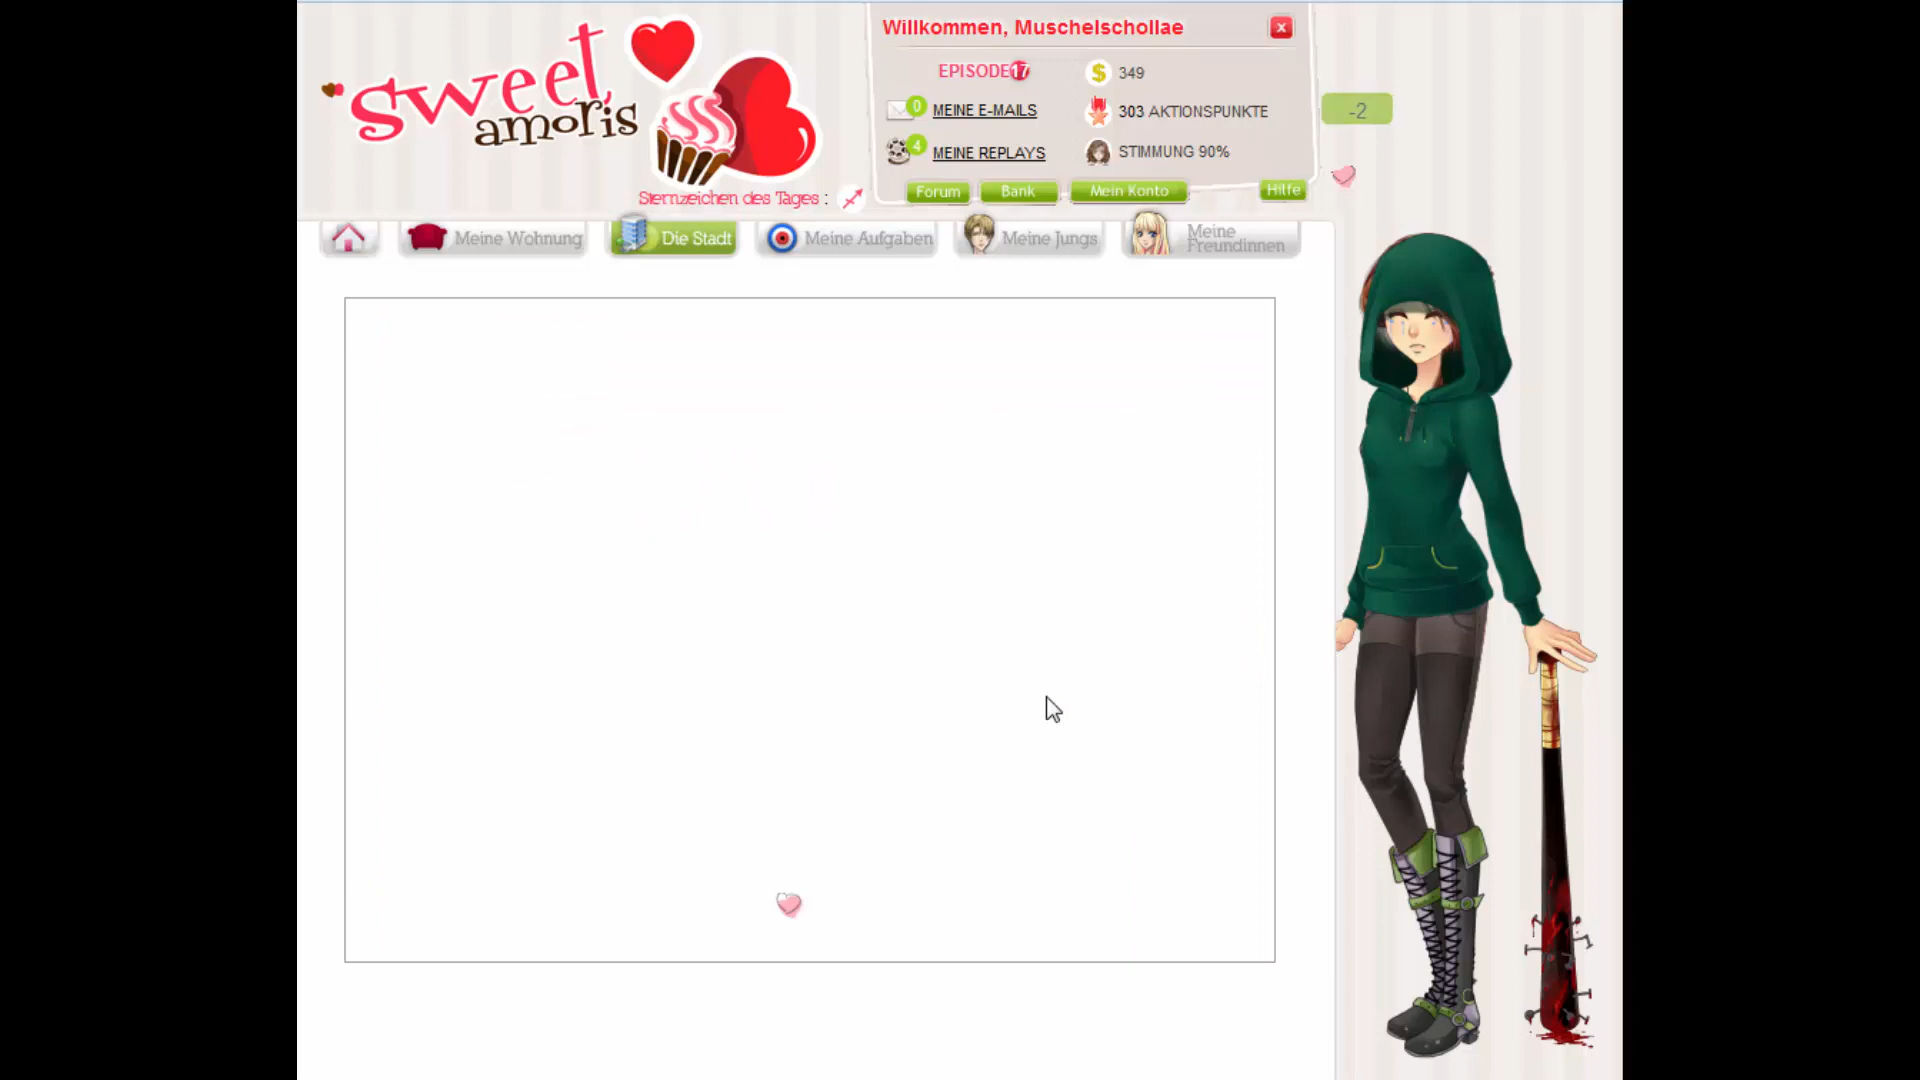 Sweet
amoris
Sternzeichen des Tages :
Willkommen, Muschelschollae
x
EPISODE 17
349
0
MEINE E-MAILS
303 AKTIONSPUNKTE
4
MEINE REPLAYS
STIMMUNG 90%
-2
Forum
Bank
Mein Konto
Hilfe
Meine Wohnung
Die Stadt
Meine Aufgaben
Meine Jungs
Meine
Freundinnen